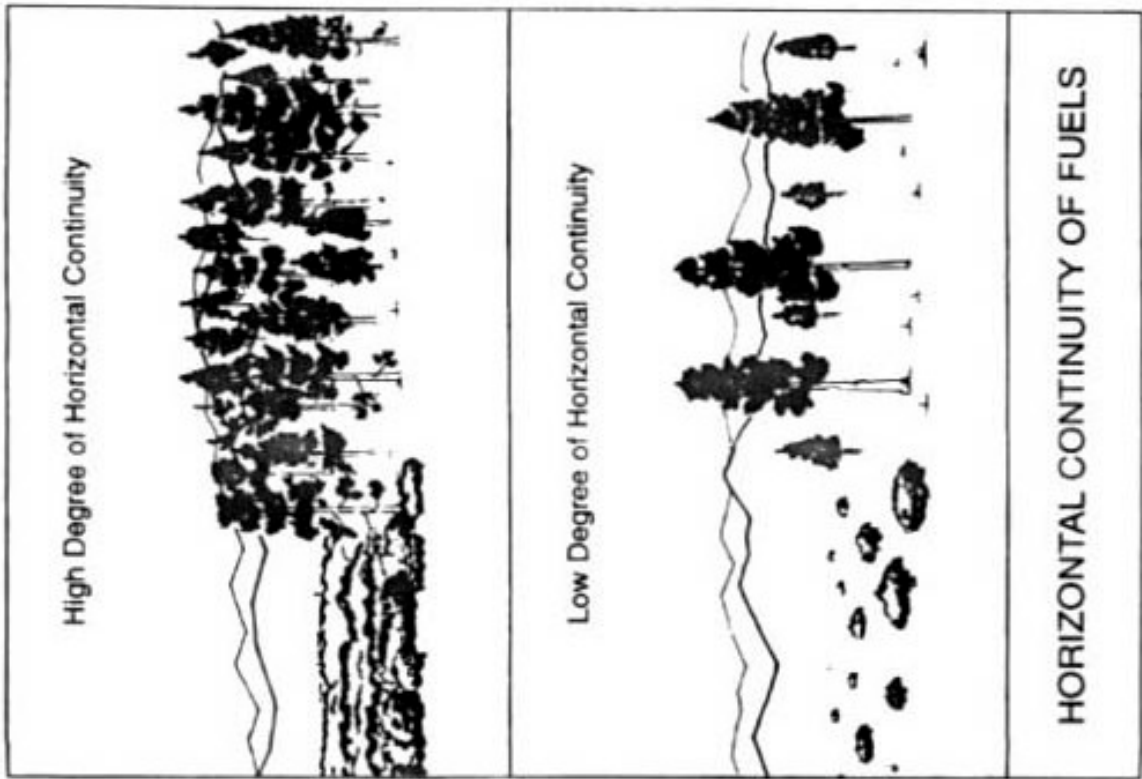 High Degree of Horizontal Continuity
Low Degree of Horizontal Continuity
HORIZONTAL CONTINUITY OF FUELS